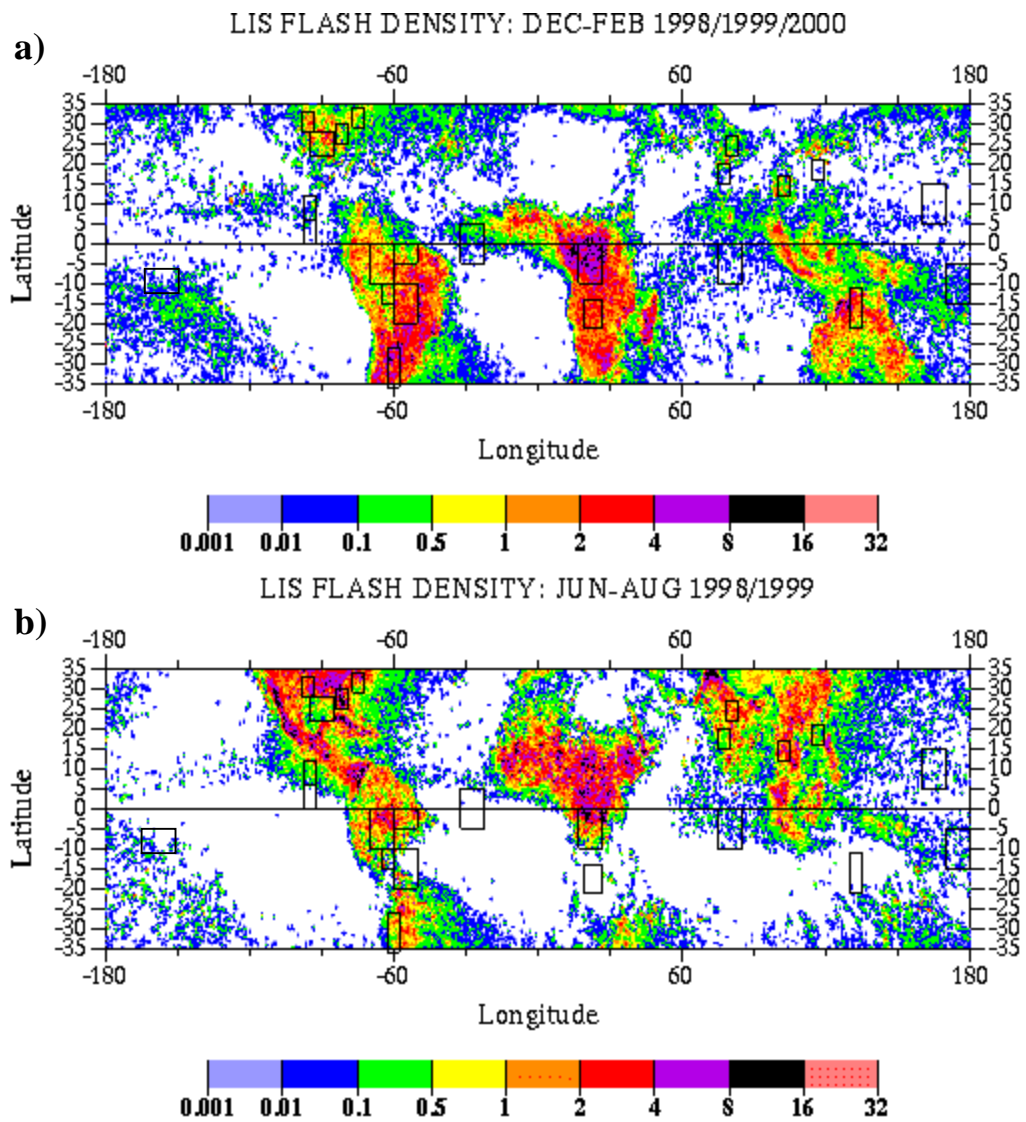 LIS FLASH DENSITY: DEC-FEB 1998/1999/2000
a)
-180 -60 60 180
35 35
30 30
25 25
20 20
15 15
10 10
5 5
0 0
-5 -5
-10 -10
-15 -15
-20 -20
-25 -25
-30 -30
-35 -35
Latitude
-180 -60 60 180
Longitude
0.001 0.01 0.1 0.5 1 2 4 8 16 32
LIS FLASH DENSITY: JUN-AUG 1998/1999
b)
-180 -60 60 180
35 35
30 30
25 25
20 20
15 15
10 10
5 5
0 0
-5 -5
-10 -10
-15 -15
-20 -20
-25 -25
-30 -30
-35 -35
Latitude
-180 -60 60 180
Longitude
0.001 0.01 0.1 0.5 1 2 4 8 16 32